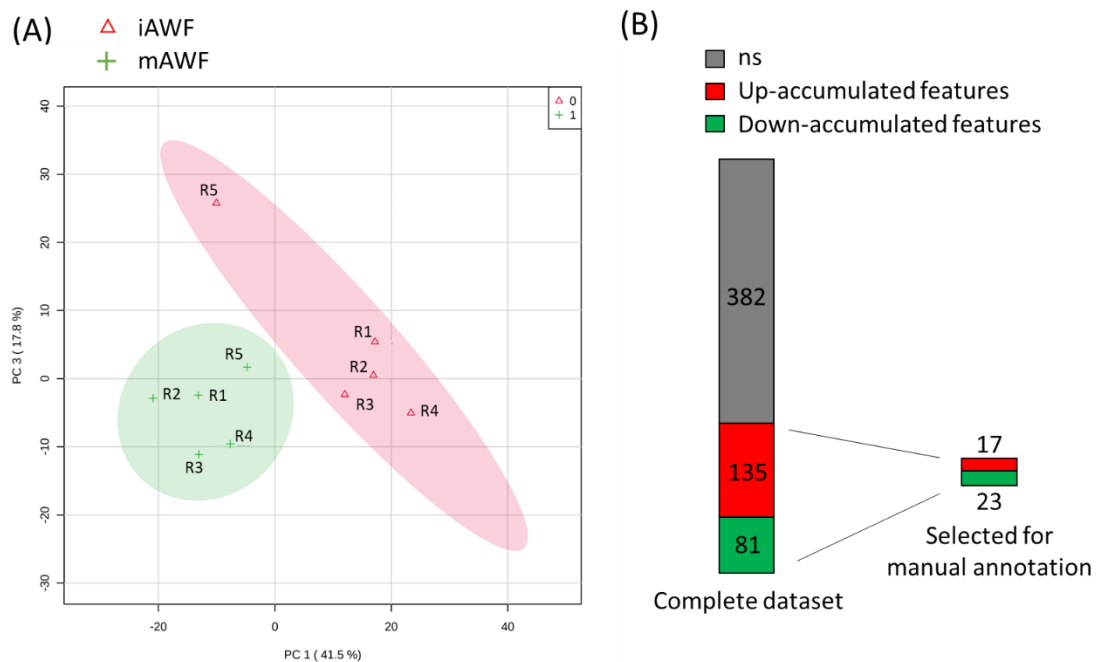 (A)
iAWF
mAWF
0
1
40
30
20
10
0
-10
-20
-30
PC 3 ( 17.8 %)
R5
R1
R2
R3
R4
R5
R2
R1
R4
R3
-20
0
20
40
PC 1 ( 41.5 %)
(B)
ns
Up-accumulated features
Down-accumulated features
382
135
81
Complete dataset
17
23
Selected for
manual annotation